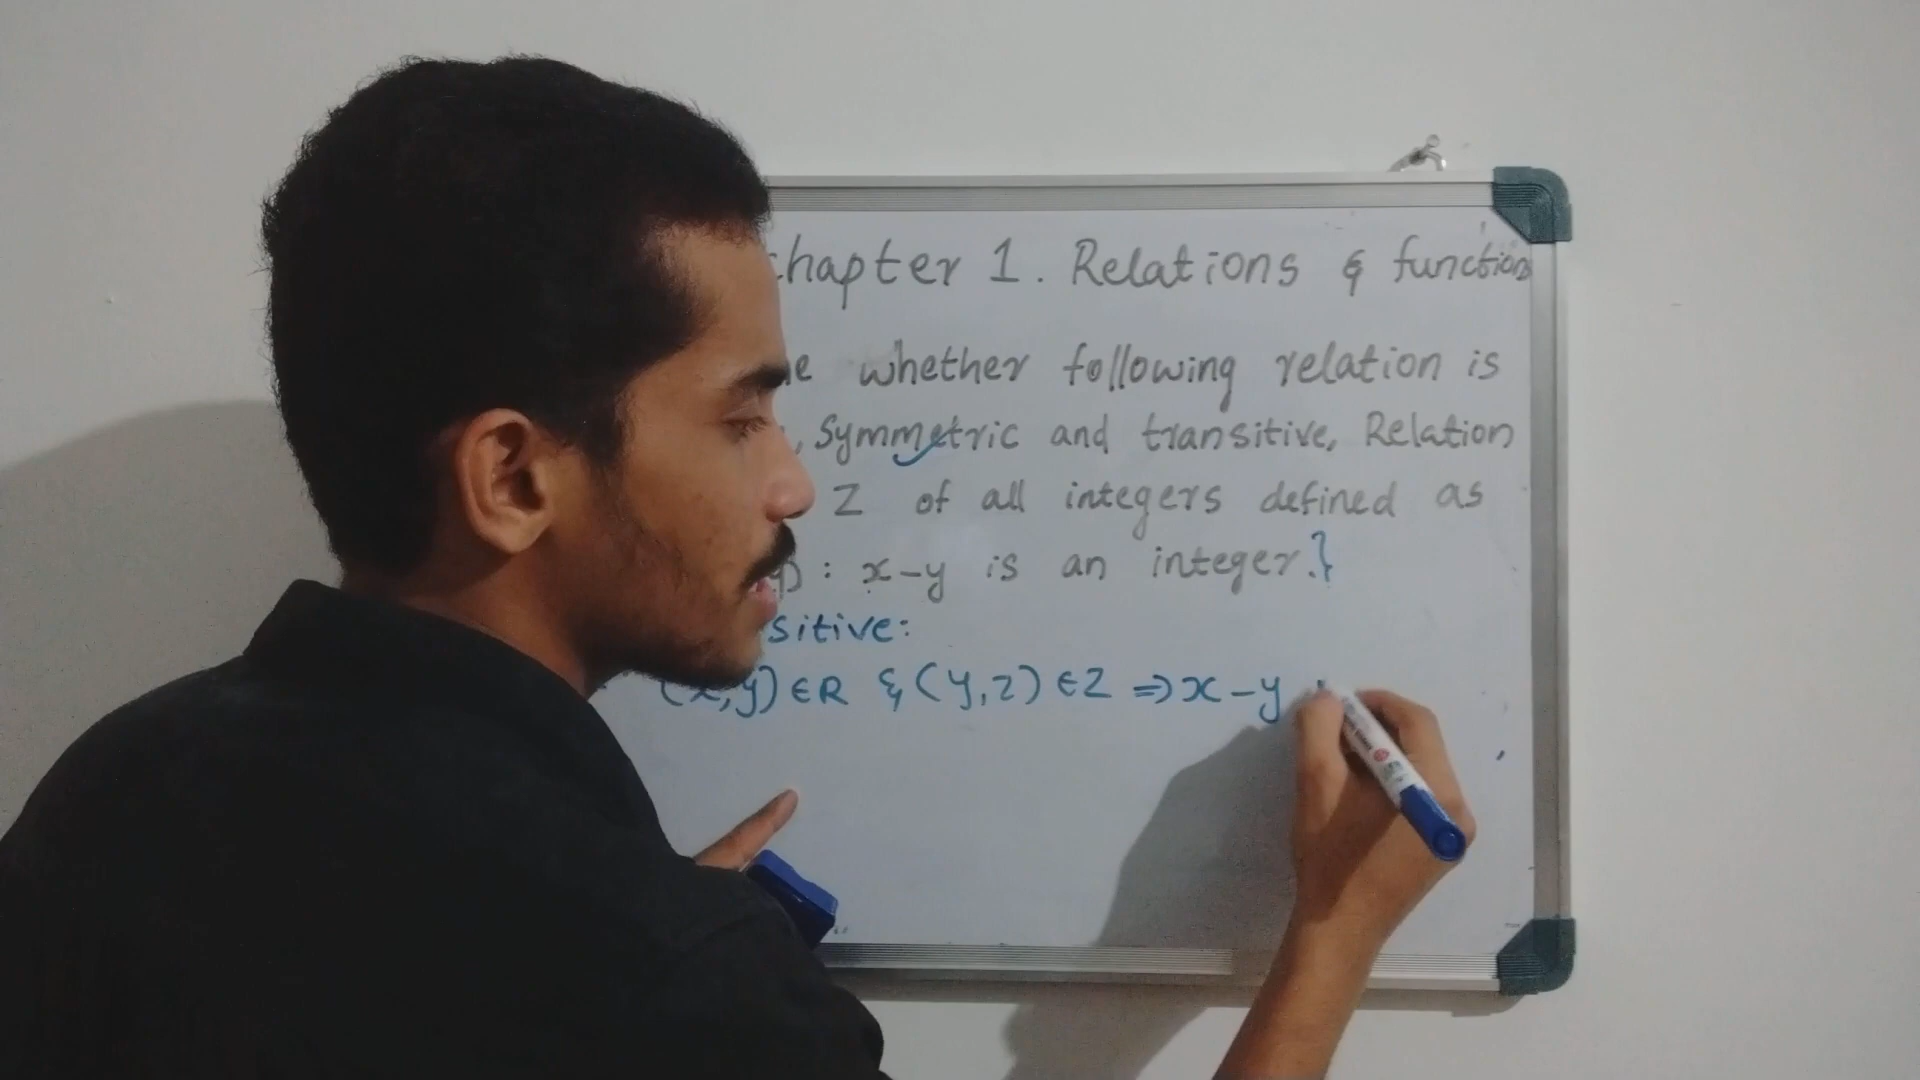 chapter 1. Relations & function
whether following relation is
, Symmetric and transitive, Relation
Z of all integers defined as
: x-y is an integer.}
sitive:
(x,y)∈R & (y,z)∈Z ⇒ x-y